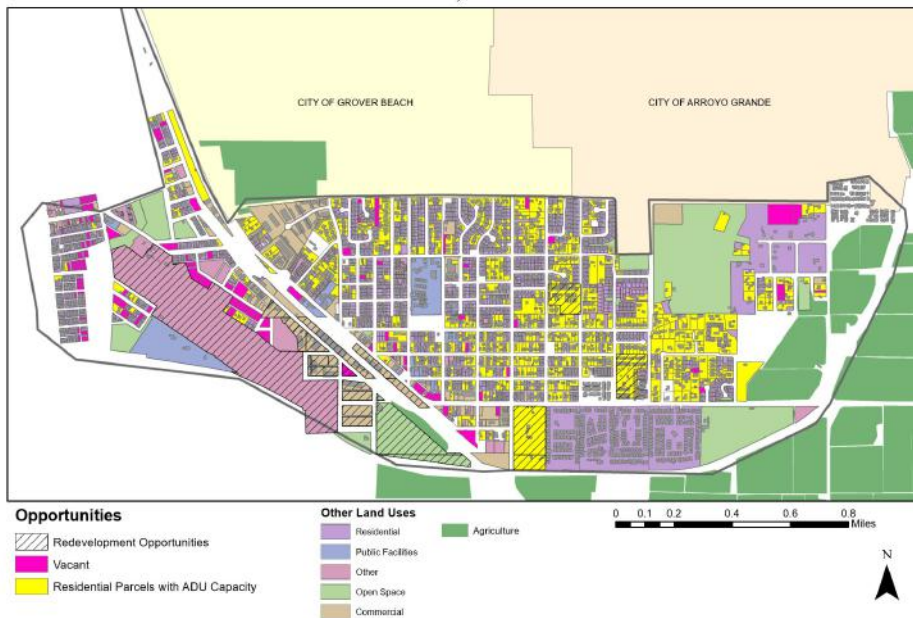 CITY OF GROVER BEACH
CITY OF ARROYO GRANDE
Opportunities
Redevelopment Opportunities
Vacant
Residential Parcels with ADU Capacity
Other Land Uses
Residential
Public Facilities
Other
Open Space
Commercial
Agriculture
0 0.1 0.2 0.4 0.6 0.8
Miles
N